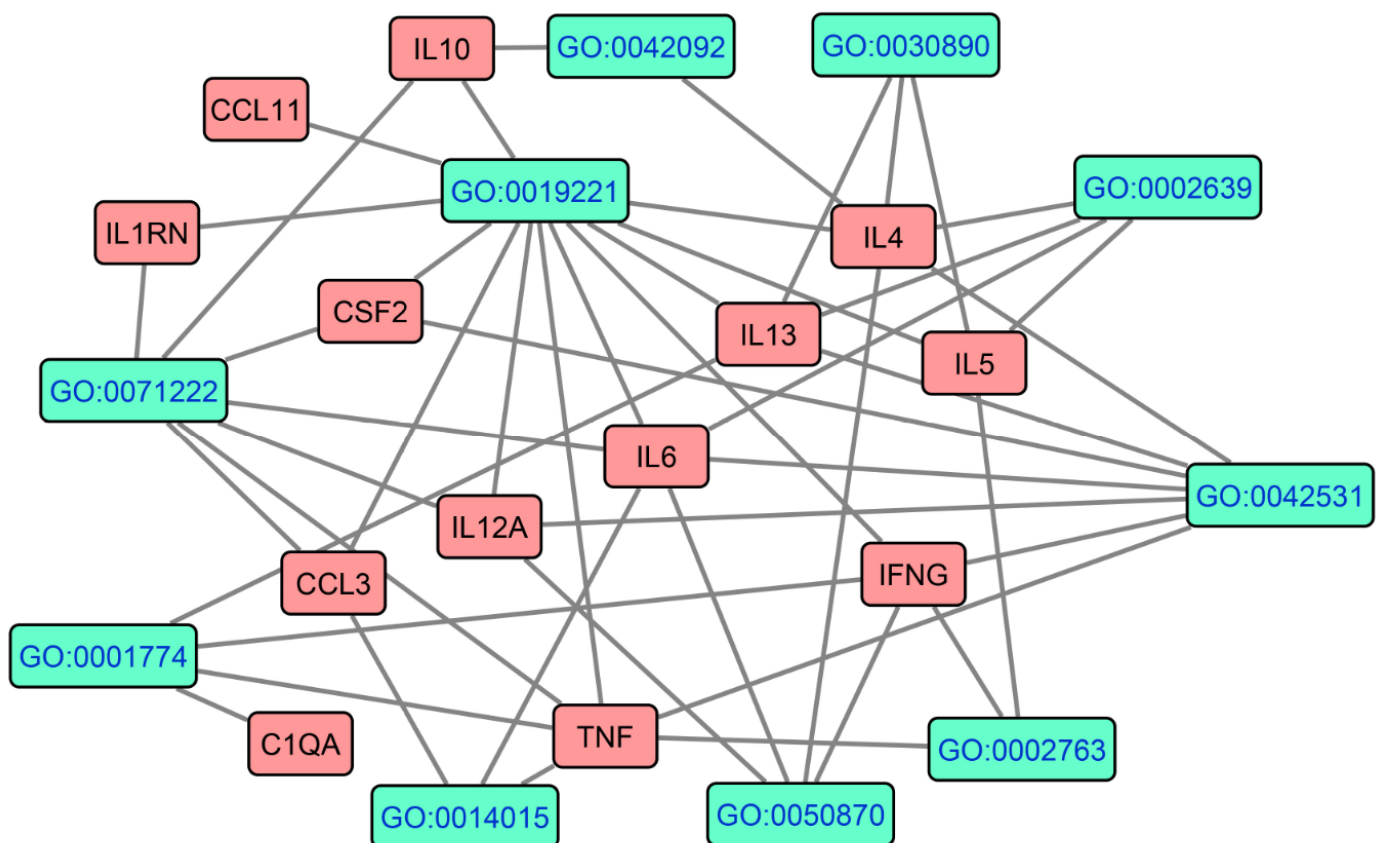 IL10
GO:0042092
GO:0030890
CCL11
GO:0019221
GO:0002639
IL1RN
IL4
CSF2
IL13
IL5
GO:0071222
IL6
GO:0042531
IL12A
CCL3
IFNG
GO:0001774
C1QA
TNF
GO:0002763
GO:0014015
GO:0050870